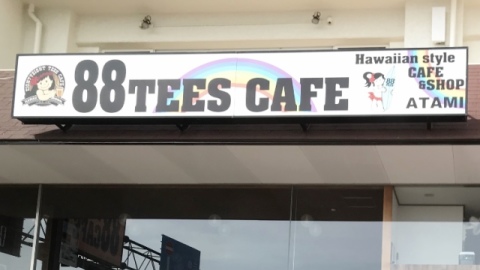 88TEES CAFE
Hawaiian style
CAFE
&SHOP
ATAMI